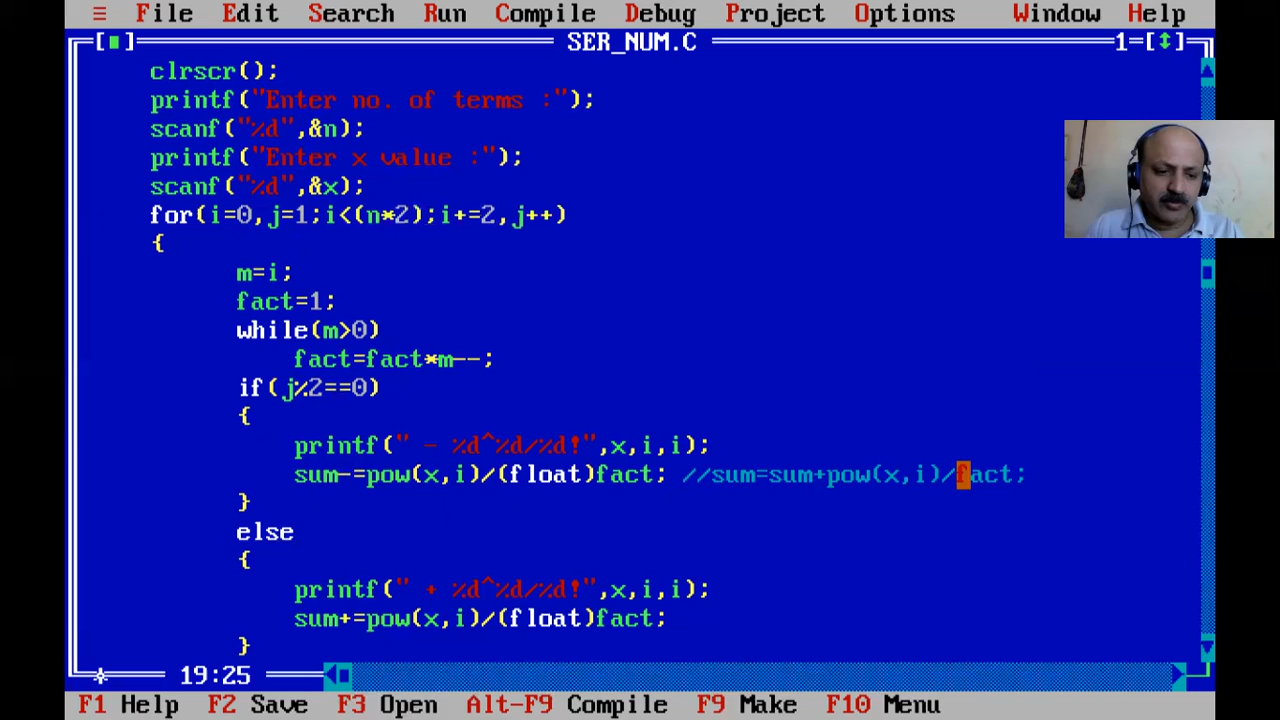 ≡ File Edit Search Run Compile Debug Project Options Window Help
[■] SER_NUM.C 1=[↕]
clrscr();
printf("Enter no. of terms :");
scanf("%d",&n);
printf("Enter x value :");
scanf("%d",&x);
for(i=0,j=1;i<(n*2);i+=2,j++)
{
m=i;
fact=1;
while(m>0)
fact=fact*m--;
if(j%2==0)
{
printf(" - %d^%d/%d!",x,i,i);
sum-=pow(x,i)/(float)fact; //sum=sum+pow(x,i)/fact;
}
else
{
printf(" + %d^%d/%d!",x,i,i);
sum+=pow(x,i)/(float)fact;
}
19:25
F1 Help F2 Save F3 Open Alt-F9 Compile F9 Make F10 Menu